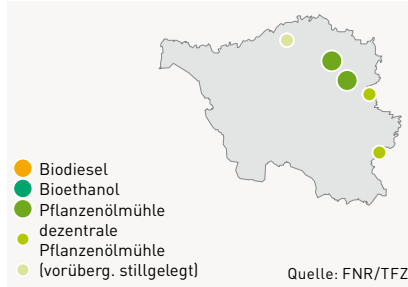 Biodiesel
Bioethanol
Pflanzenölmühle
dezentrale
Pflanzenölmühle
(vorüberg. stillgelegt)
Quelle: FNR/TFZ